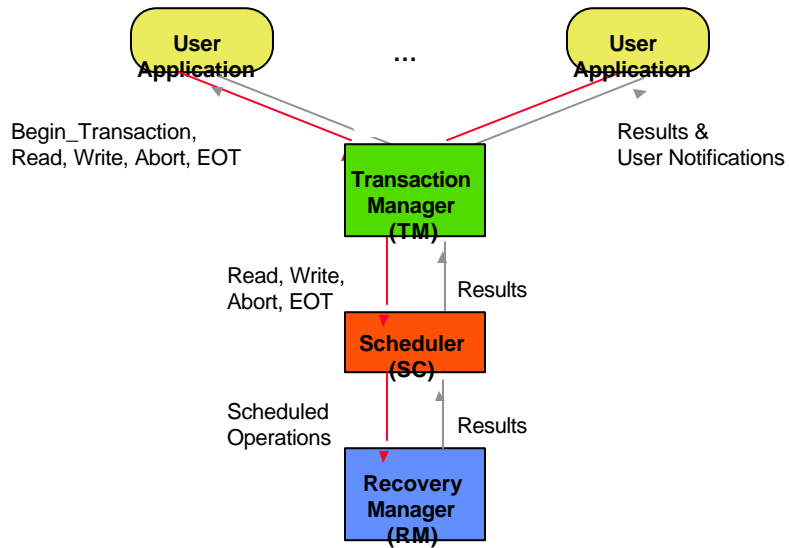 User
Application
...
User
Application
Begin_Transaction,
Read, Write, Abort, EOT
Results &
User Notifications
Transaction
Manager
(TM)
Read, Write,
Abort, EOT
Results
Scheduler
(SC)
Scheduled
Operations
Results
Recovery
Manager
(RM)